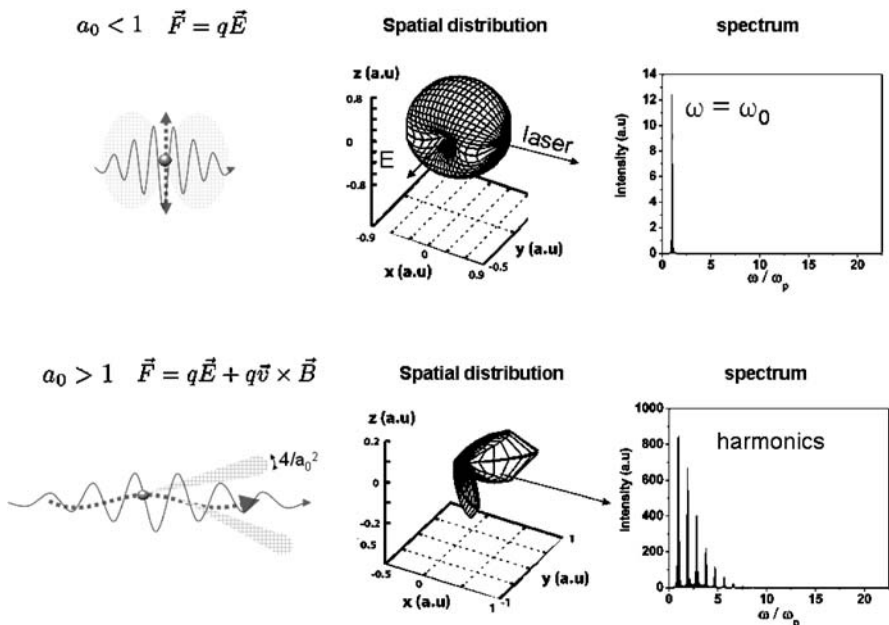 a₀ < 1 F⃗ = qE⃗
Spatial distribution
spectrum
z (a.u)
0.8
0
-0.8
-0.9
0
0.9
x (a.u)
-0.5
y (a.u)
E
laser
Intensity (a.u)
14
12
10
8
6
4
2
0
0
5
10
15
20
ω / ωp
ω = ω₀
a₀ > 1 F⃗ = qE⃗ + qv⃗ × B⃗
Spatial distribution
spectrum
4/a₀²
z (a.u)
0.2
0
-0.2
0.5
-0.5
0
1
x (a.u)
-1
1
y (a.u)
Intensity (a.u)
1000
800
600
400
200
0
0
5
10
15
20
ω / ωp
harmonics